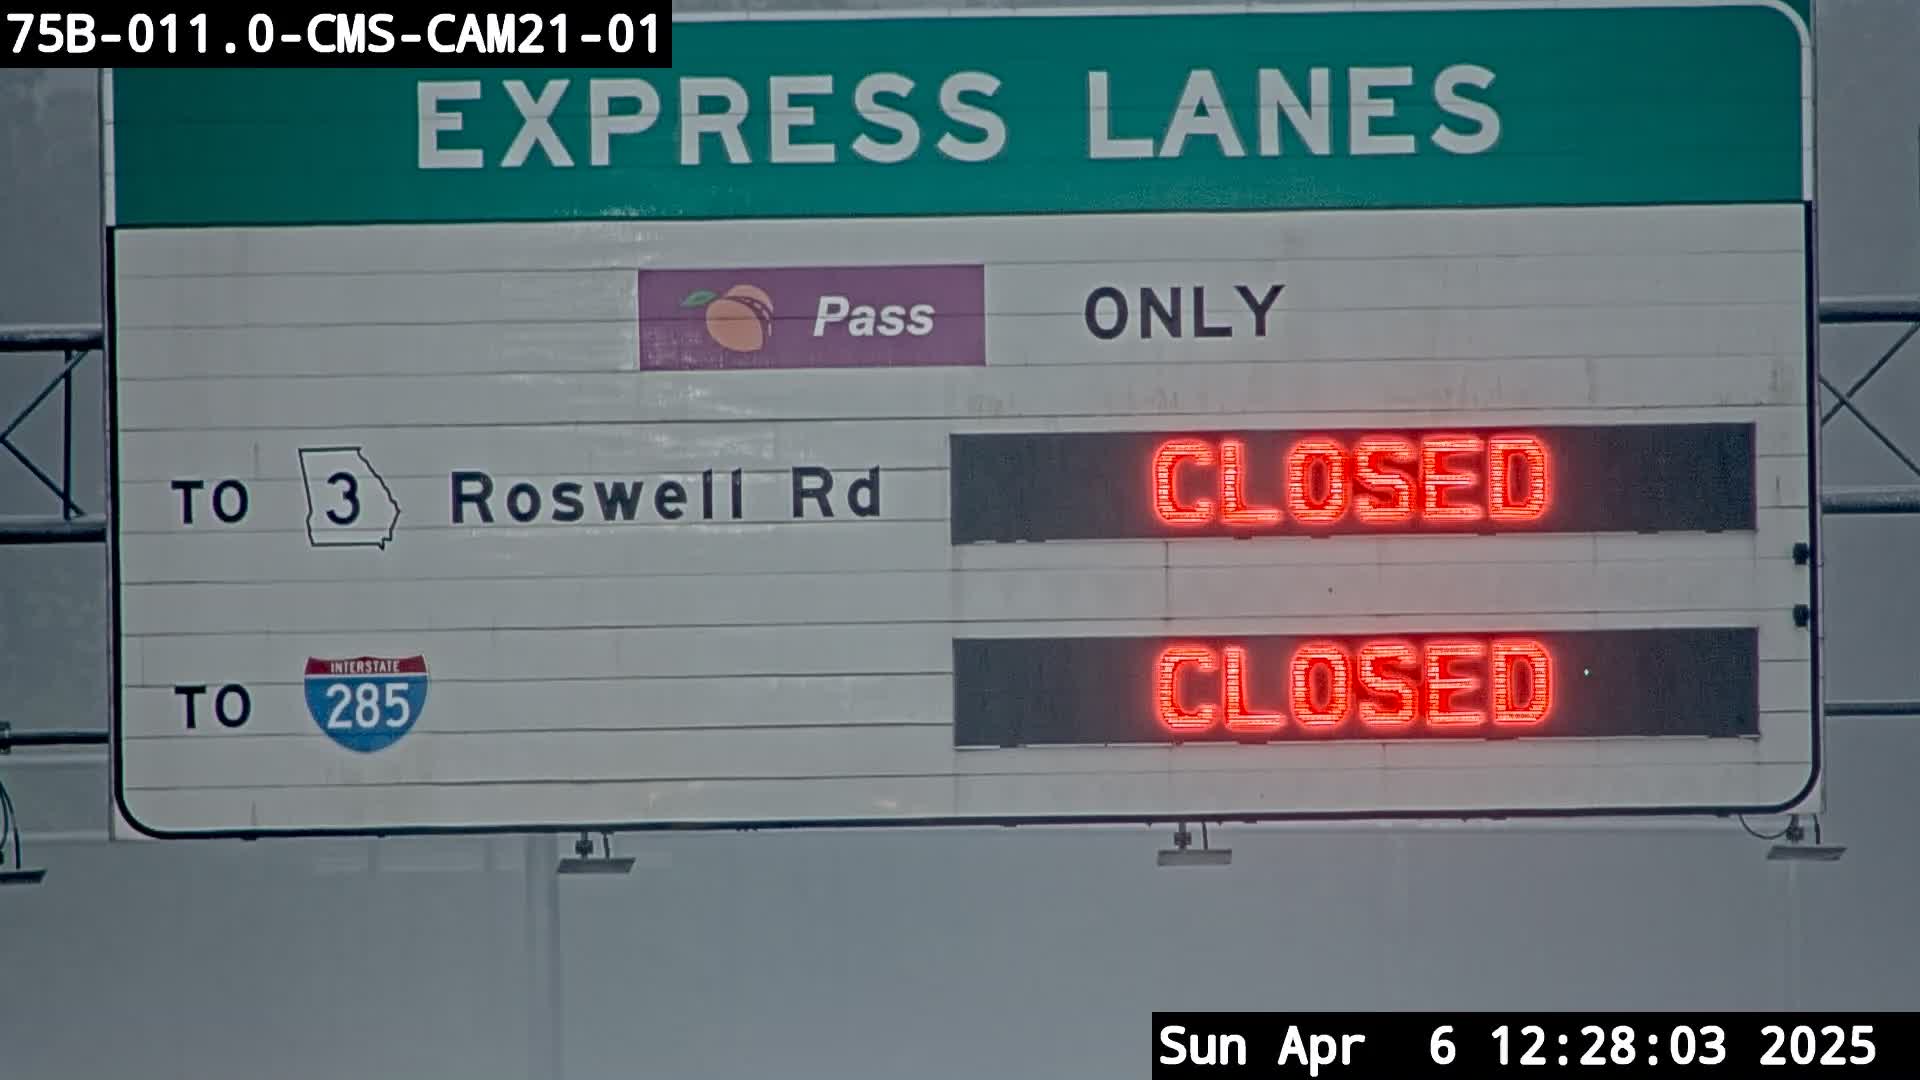 75B-011.0-CMS-CAM21-01
EXPRESS LANES
Pass ONLY
TO 3 Roswell Rd CLOSED
TO INTERSTATE 285 CLOSED
Sun Apr 6 12:28:03 2025